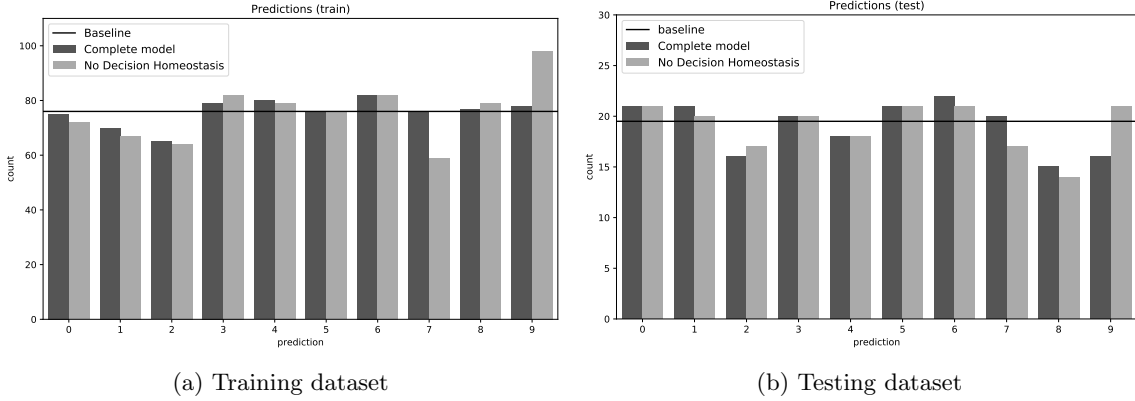 Predictions (train)
Baseline
Complete model
No Decision Homeostasis
count
100
80
60
40
20
0
0 1 2 3 4 5 6 7 8 9
prediction
(a) Training dataset
Predictions (test)
baseline
Complete model
No Decision Homeostasis
count
30
25
20
15
10
5
0
0 1 2 3 4 5 6 7 8 9
prediction
(b) Testing dataset